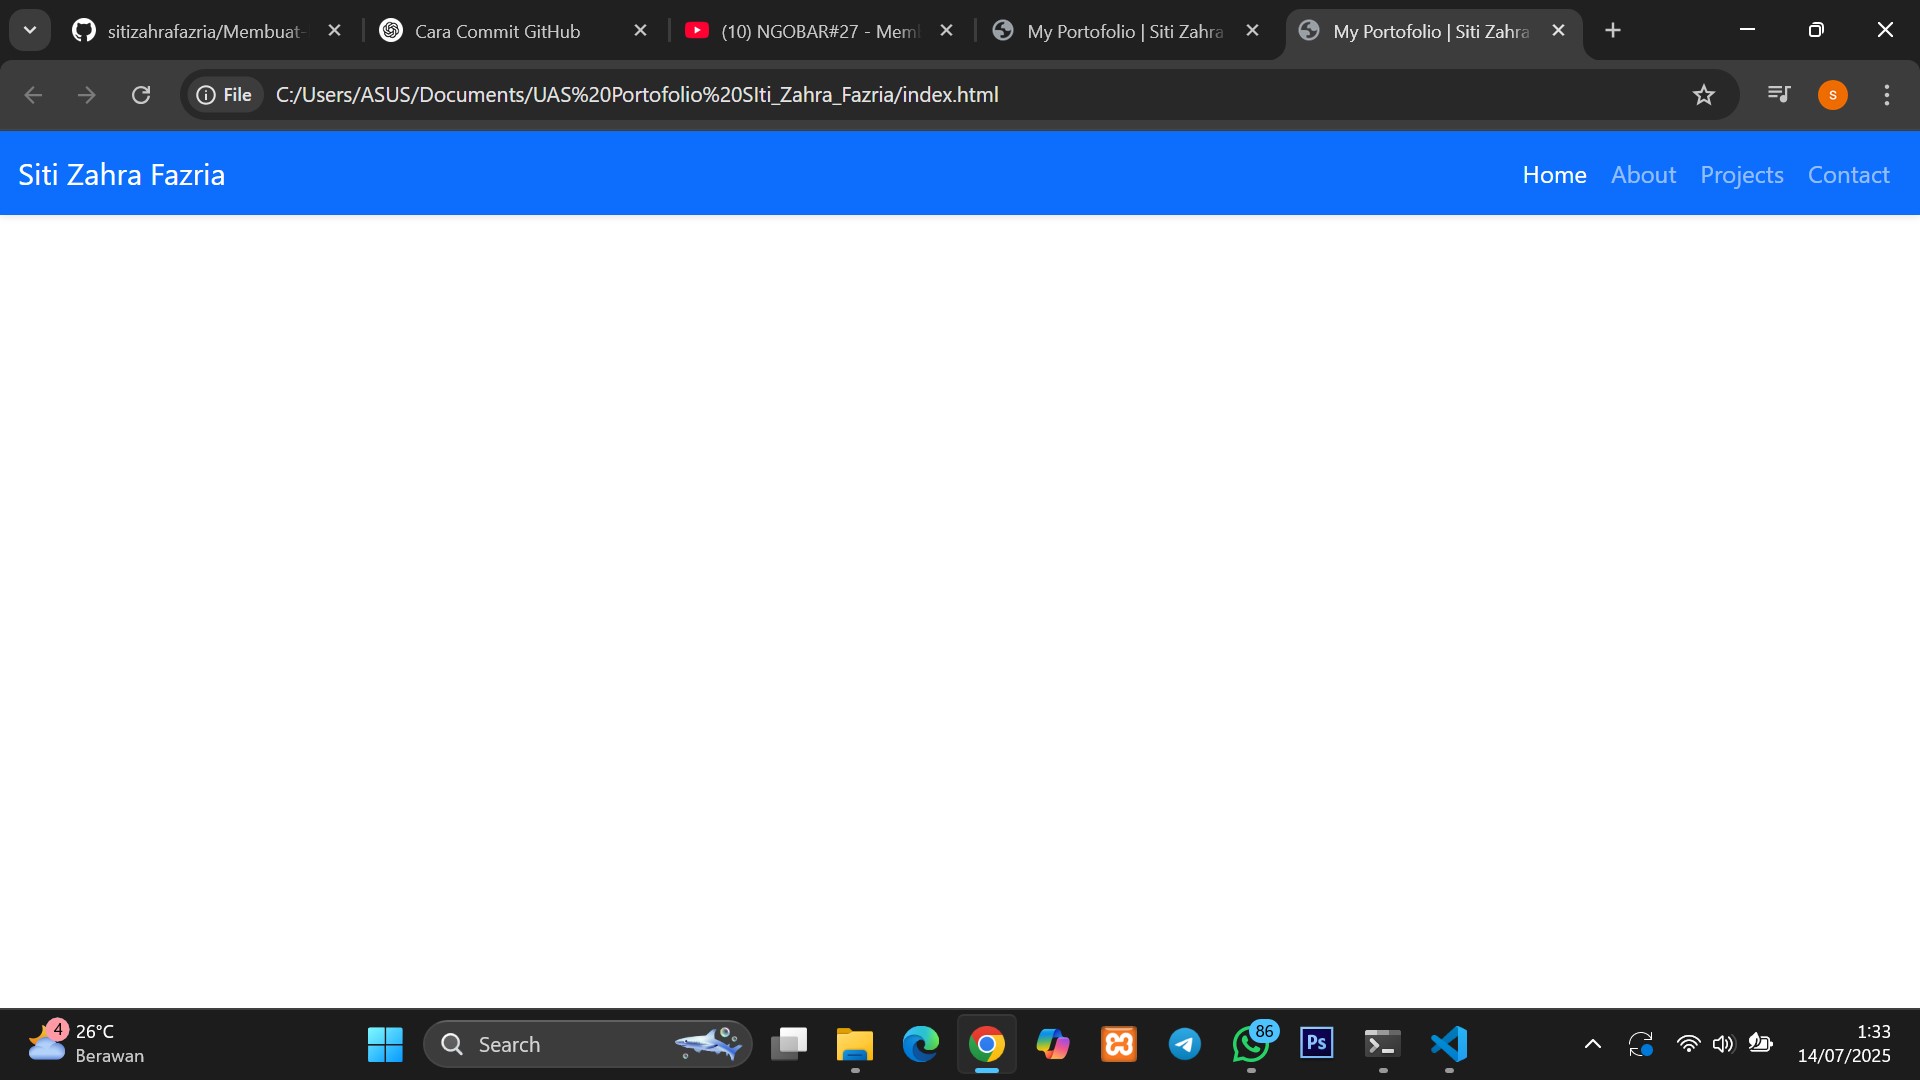 sitizahrafazria/Membuat-
Cara Commit GitHub
(10) NGOBAR#27 - Mem
My Portofolio | Siti Zahra
My Portofolio | Siti Zahra
File
C:/Users/ASUS/Documents/UAS%20Portofolio%20SIti_Zahra_Fazria/index.html
s
Siti Zahra Fazria
Home
About
Projects
Contact
4
26°C
Berawan
Search
86
Ps
1:33
14/07/2025